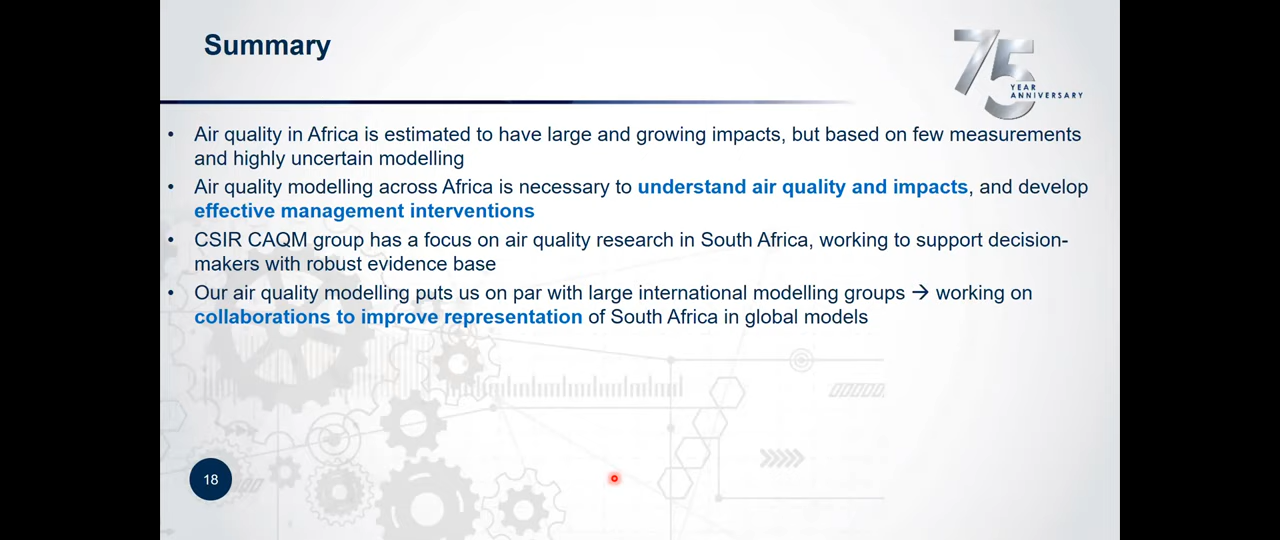 Summary
75
YEAR
ANNIVERSARY
• Air quality in Africa is estimated to have large and growing impacts, but based on few measurements
and highly uncertain modelling
• Air quality modelling across Africa is necessary to understand air quality and impacts, and develop
effective management interventions
• CSIR CAQM group has a focus on air quality research in South Africa, working to support decision-
makers with robust evidence base
• Our air quality modelling puts us on par with large international modelling groups → working on
collaborations to improve representation of South Africa in global models
18